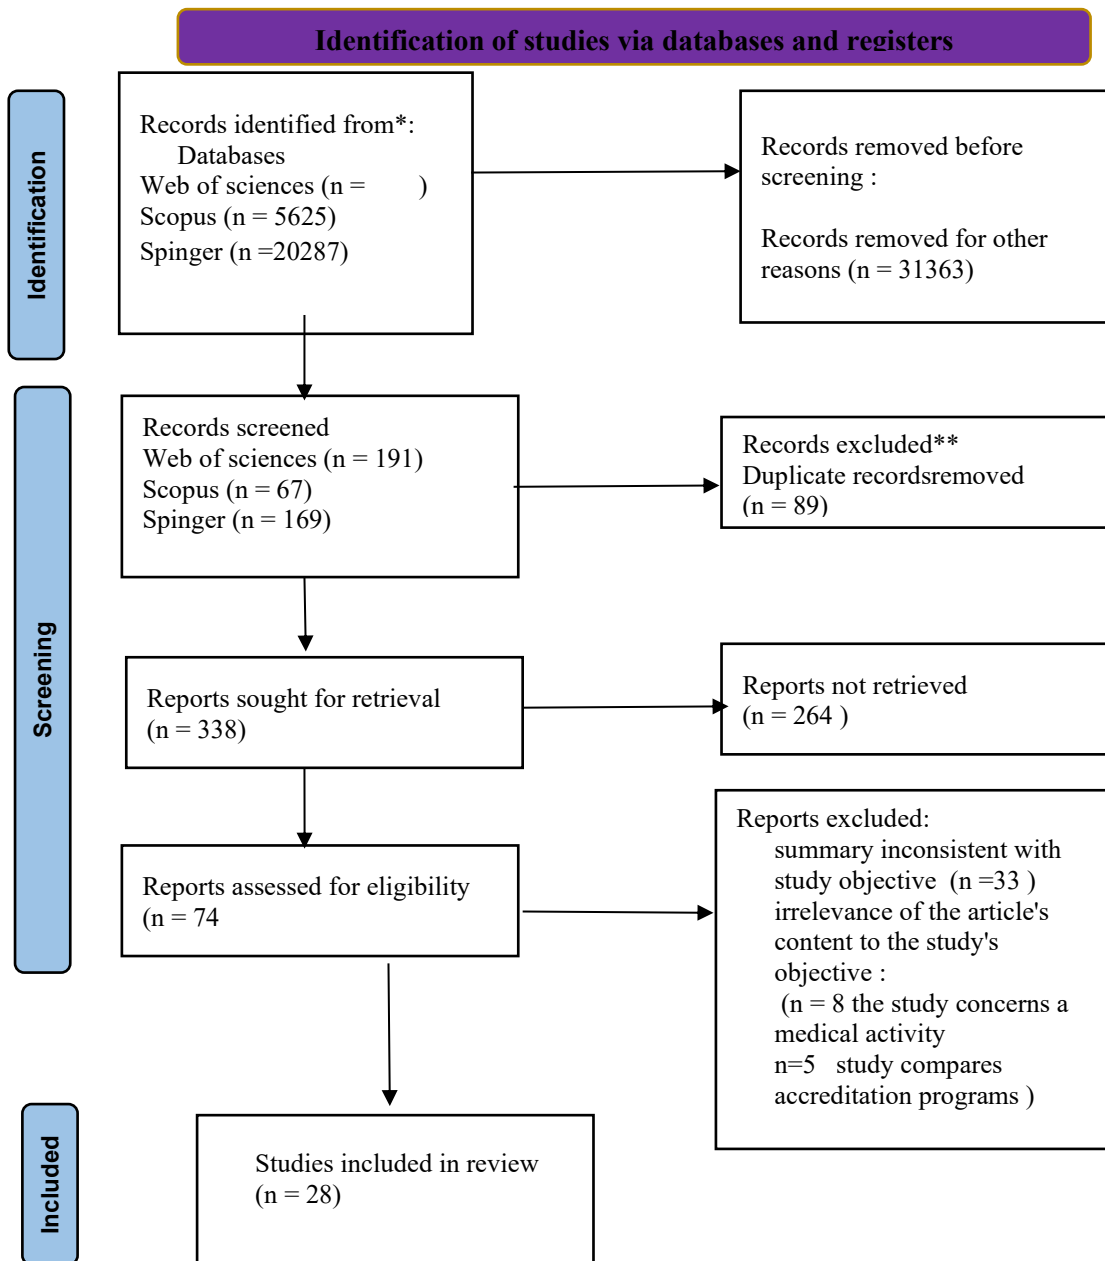 Identification of studies via databases and registers
Identification
Records identified from*:
Databases
Web of sciences (n = )
Scopus (n = 5625)
Spinger (n =20287)
Records removed before
screening :
Records removed for other
reasons (n = 31363)
Screening
Records screened
Web of sciences (n = 191)
Scopus (n = 67)
Spinger (n = 169)
Records excluded**
Duplicate recordsremoved
(n = 89)
Reports sought for retrieval
(n = 338)
Reports not retrieved
(n = 264 )
Reports assessed for eligibility
(n = 74
Reports excluded:
summary inconsistent with
study objective (n =33 )
irrelevance of the article's
content to the study's
objective :
(n = 8 the study concerns a
medical activity
n=5 study compares
accreditation programs )
Included
Studies included in review
(n = 28)